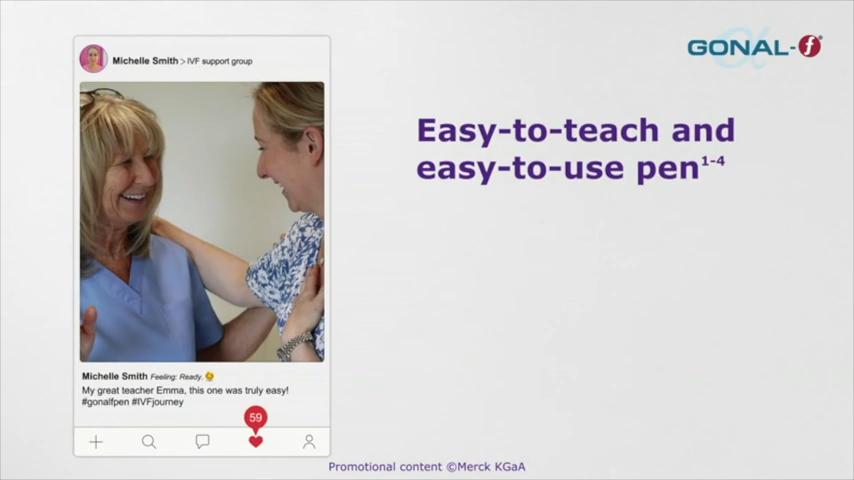 Michelle Smith > IVF support group
GONAL-f®
Easy-to-teach and
easy-to-use pen1-4
Michelle Smith Feeling: Ready.
My great teacher Emma, this one was truly easy!
#gonalfpen #IVFjourney
59
Promotional content ©Merck KGaA